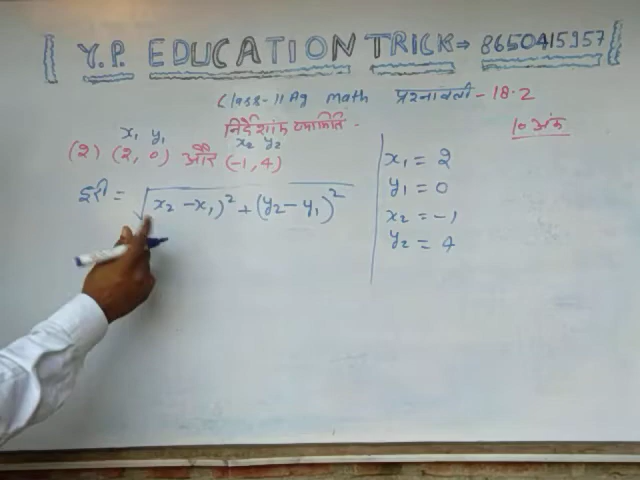 Y.P. EDUCATION TRICK → 8650415957
Class-11 Ag math प्रश्नावली - 18.2
निर्देशांक ज्यामिति -
१० अंक
x₁ y₁ x₂ y₂
(2) (2, 0) और (-1, 4)
दूरी = √x₂ - x₁)² + (y₂ - y₁)²
x₁ = 2
y₁ = 0
x₂ = -1
y₂ = 4